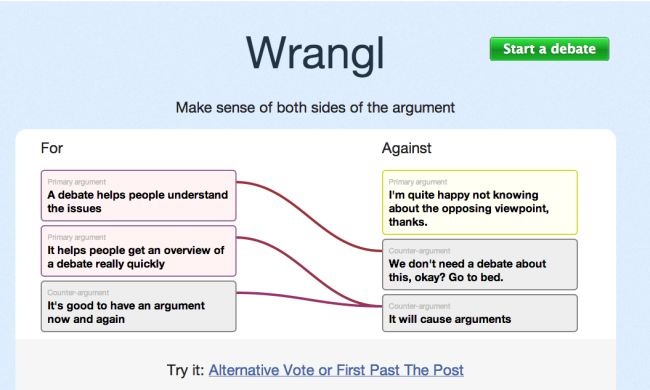 Wrangl
Start a debate
Make sense of both sides of the argument
For
Primary argument
A debate helps people understand
the issues
Primary argument
It helps people get an overview of
a debate really quickly
Counter-argument
It's good to have an argument
now and again
Against
Primary argument
I'm quite happy not knowing
about the opposing viewpoint,
thanks.
Counter-argument
We don't need a debate about
this, okay? Go to bed.
Counter-argument
It will cause arguments
Try it: Alternative Vote or First Past The Post